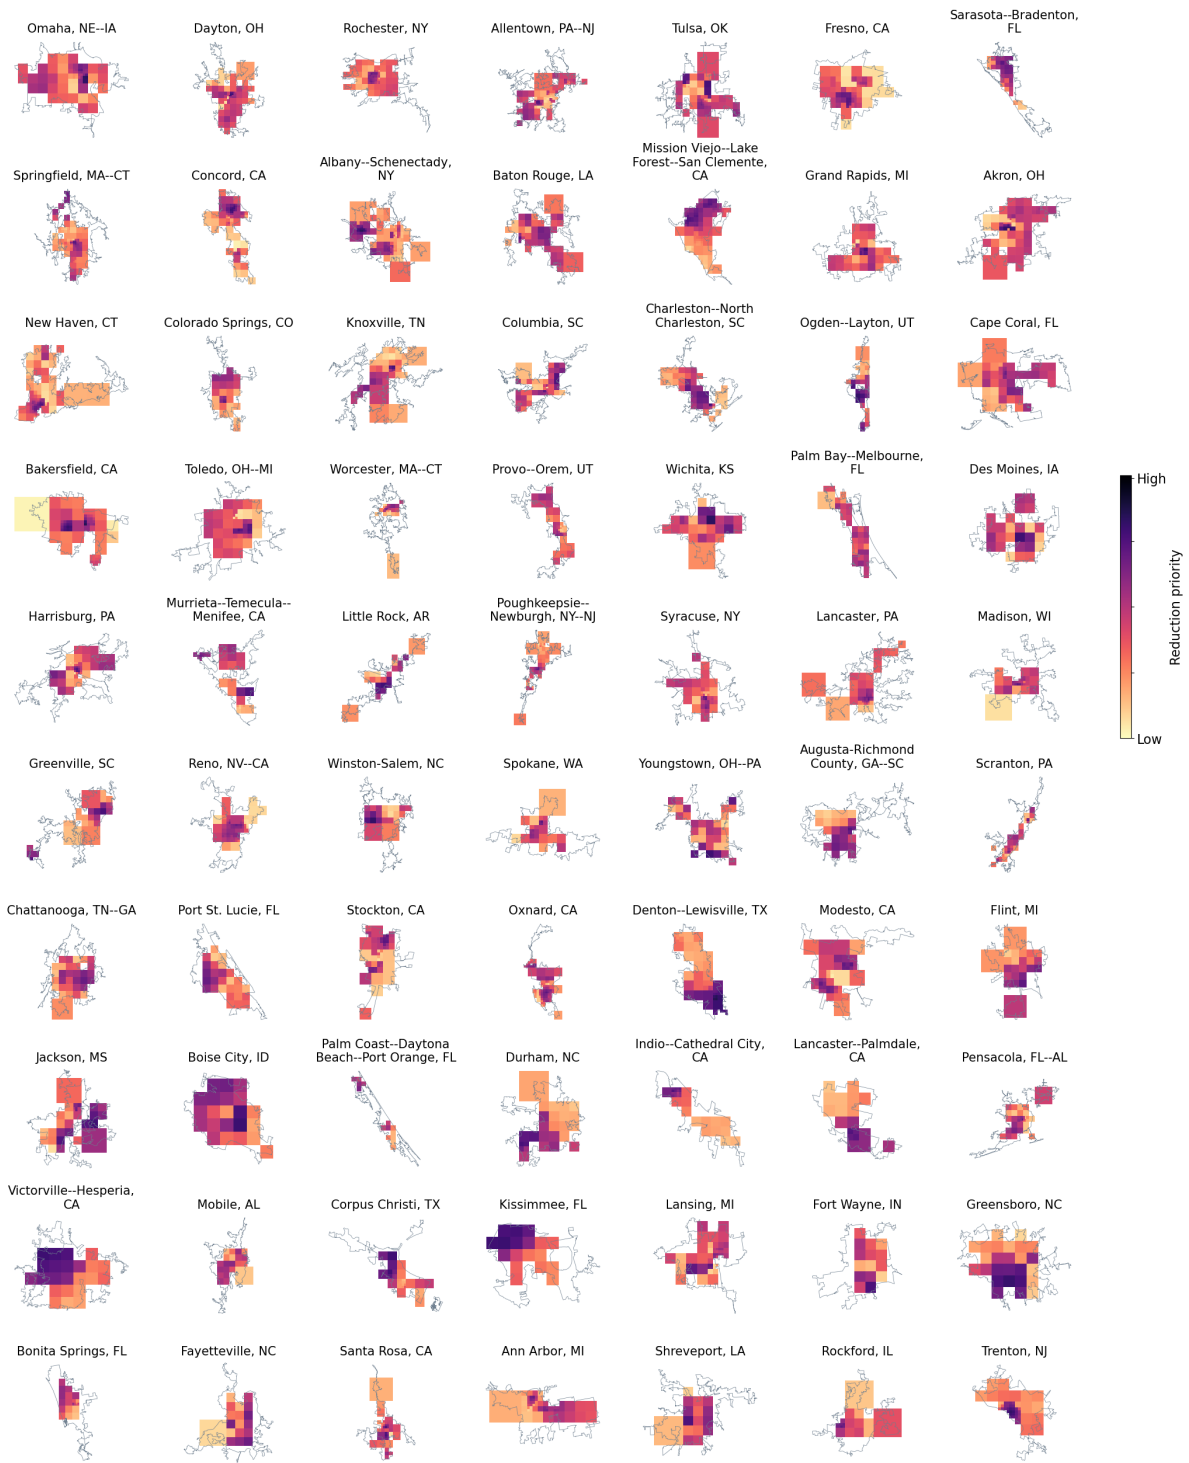 Omaha, NE--IA
Dayton, OH
Rochester, NY
Allentown, PA--NJ
Tulsa, OK
Fresno, CA
Sarasota--Bradenton,
FL
Springfield, MA--CT
Concord, CA
Albany--Schenectady,
NY
Baton Rouge, LA
Mission Viejo--Lake
Forest--San Clemente,
CA
Grand Rapids, MI
Akron, OH
New Haven, CT
Colorado Springs, CO
Knoxville, TN
Columbia, SC
Charleston--North
Charleston, SC
Ogden--Layton, UT
Cape Coral, FL
Bakersfield, CA
Toledo, OH--MI
Worcester, MA--CT
Provo--Orem, UT
Wichita, KS
Palm Bay--Melbourne,
FL
Des Moines, IA
High
Reduction priority
Low
Harrisburg, PA
Murrieta--Temecula--
Menifee, CA
Little Rock, AR
Poughkeepsie--
Newburgh, NY--NJ
Syracuse, NY
Lancaster, PA
Madison, WI
Greenville, SC
Reno, NV--CA
Winston-Salem, NC
Spokane, WA
Youngstown, OH--PA
Augusta-Richmond
County, GA--SC
Scranton, PA
Chattanooga, TN--GA
Port St. Lucie, FL
Stockton, CA
Oxnard, CA
Denton--Lewisville, TX
Modesto, CA
Flint, MI
Jackson, MS
Boise City, ID
Palm Coast--Daytona
Beach--Port Orange, FL
Durham, NC
Indio--Cathedral City,
CA
Lancaster--Palmdale,
CA
Pensacola, FL--AL
Victorville--Hesperia,
CA
Mobile, AL
Corpus Christi, TX
Kissimmee, FL
Lansing, MI
Fort Wayne, IN
Greensboro, NC
Bonita Springs, FL
Fayetteville, NC
Santa Rosa, CA
Ann Arbor, MI
Shreveport, LA
Rockford, IL
Trenton, NJ